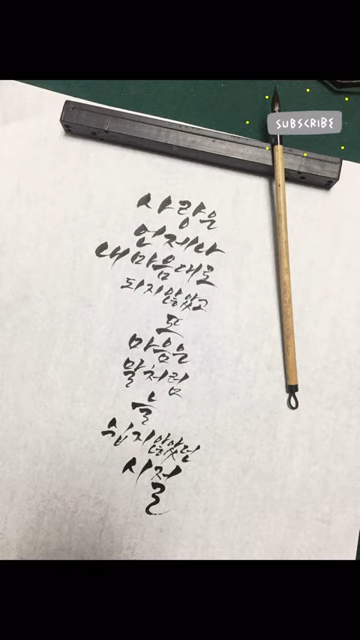 SUBSCRIBE
사랑은
언제나
내마음대로
되지않았고
또
마음은
말처럼
늘
쉽지않았던
시절